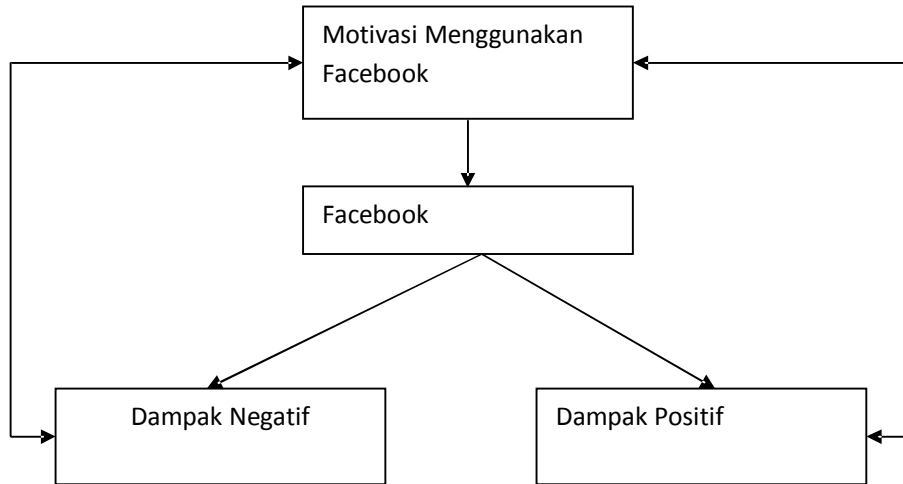 Motivasi Menggunakan
Facebook
Facebook
Dampak Negatif
Dampak Positif